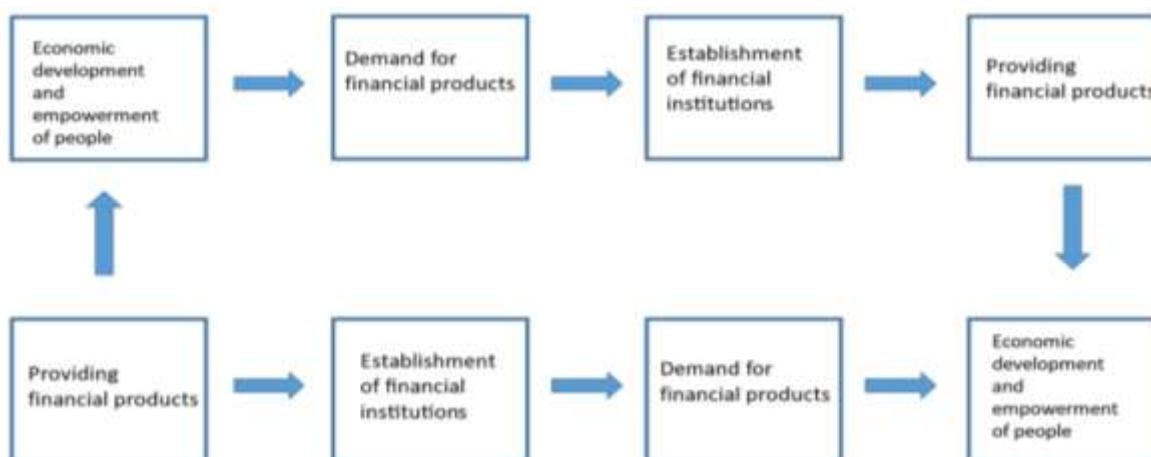 Economic
development
and
empowerment
of people
Demand for
financial products
Establishment
of financial
institutions
Providing
financial products
Providing
financial products
Establishment
of financial
institutions
Demand for
financial products
Economic
development
and
empowerment
of people